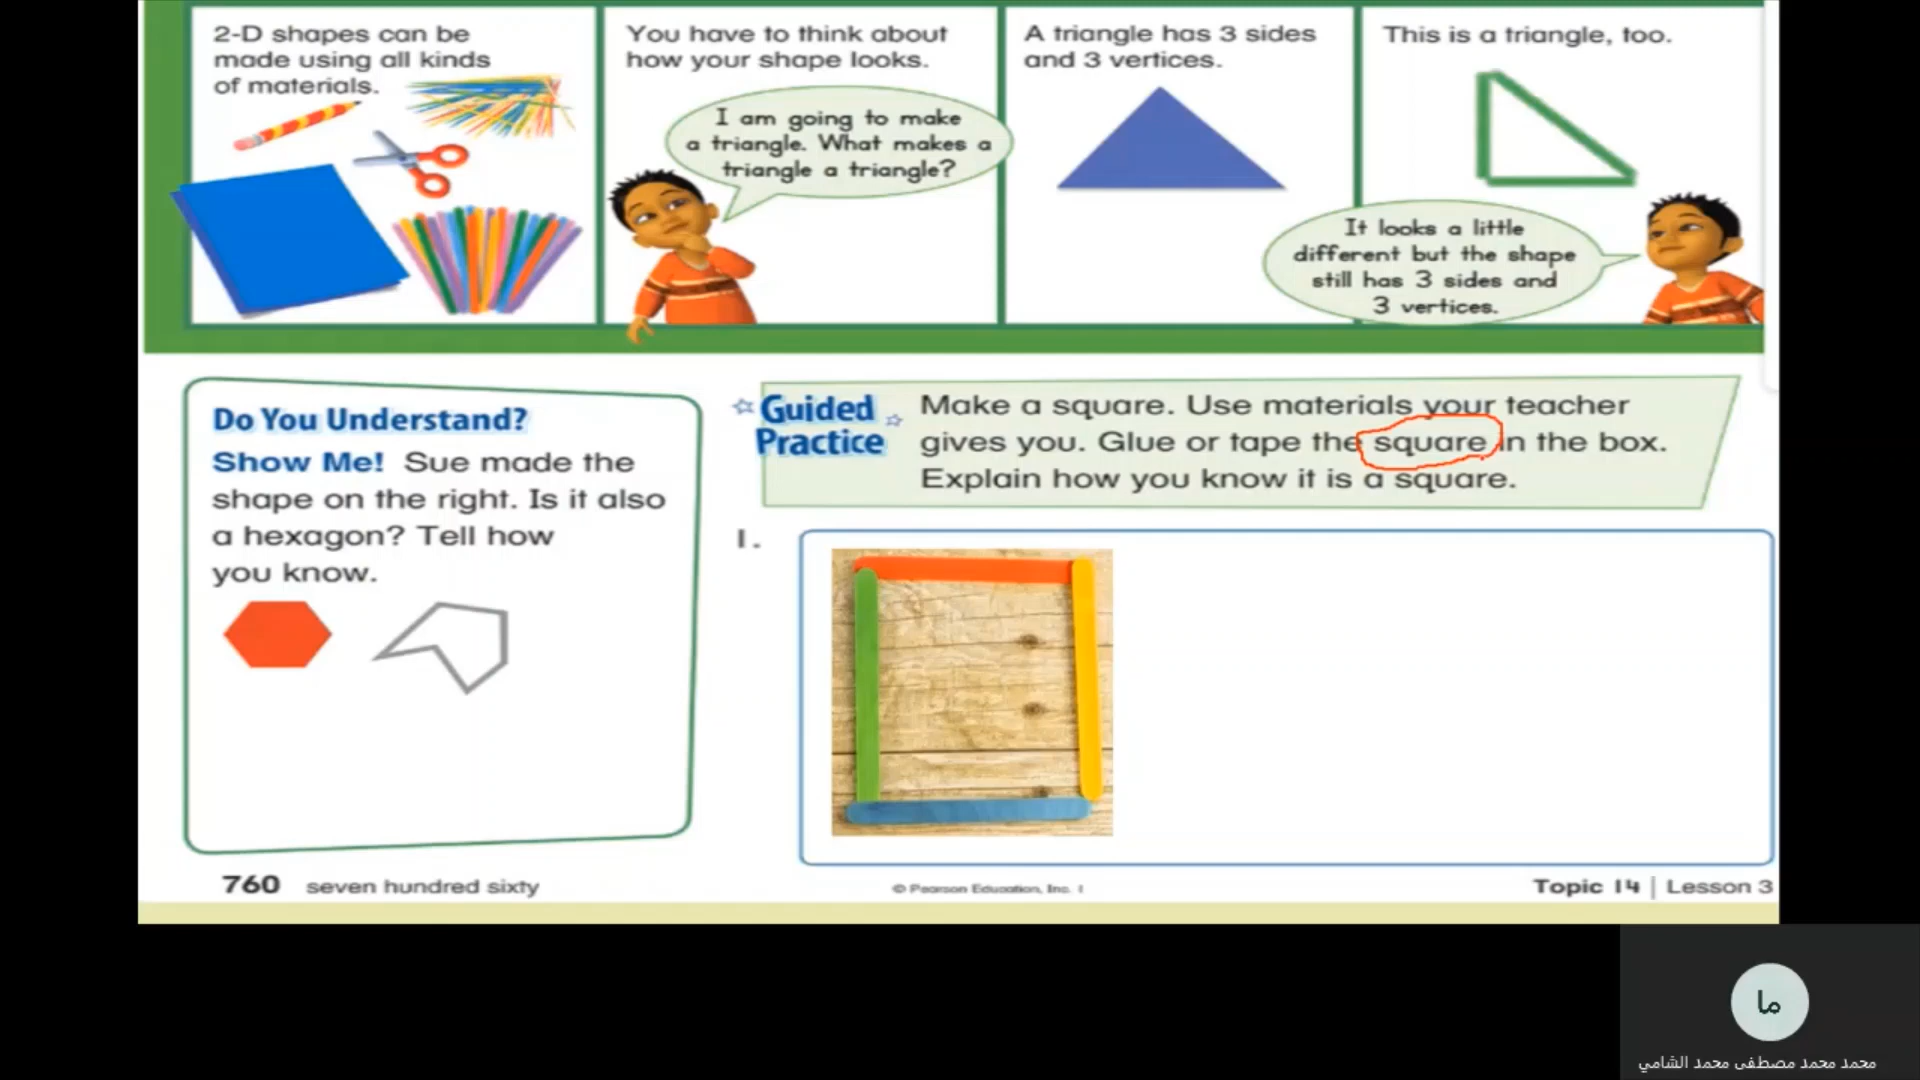 2-D shapes can be
made using all kinds
of materials.
You have to think about
how your shape looks.
I am going to make
a triangle. What makes a
triangle a triangle?
A triangle has 3 sides
and 3 vertices.
This is a triangle, too.
It looks a little
different but the shape
still has 3 sides and
3 vertices.
Do You Understand?
Show Me! Sue made the
shape on the right. Is it also
a hexagon? Tell how
you know.
Guided
Practice
Make a square. Use materials your teacher
gives you. Glue or tape the square in the box.
Explain how you know it is a square.
1.
760 seven hundred sixty
© Pearson Education, Inc. 1
Topic 14 | Lesson 3
ما
محمد محمد مصطفى محمد الشامي